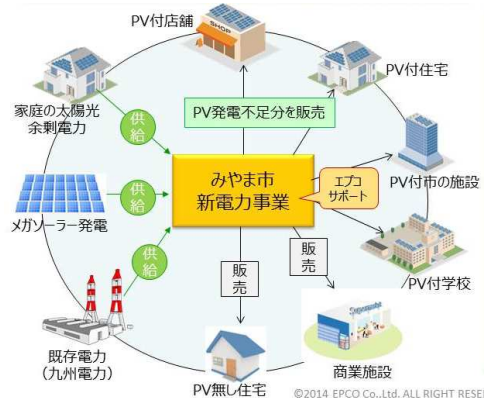 PV付店舗
SHOP
PV付住宅
家庭の太陽光
余剰電力
供
給
PV発電不足分を販売
みやま市
新電力事業
エプコ
サポート
PV付市の施設
供
給
メガソーラー発電
供
給
PV付学校
販
売
販
売
Supermarket
既存電力
（九州電力）
PV無し住宅
商業施設
©2014 EPCO Co.,Ltd. ALL RIGHT RESE